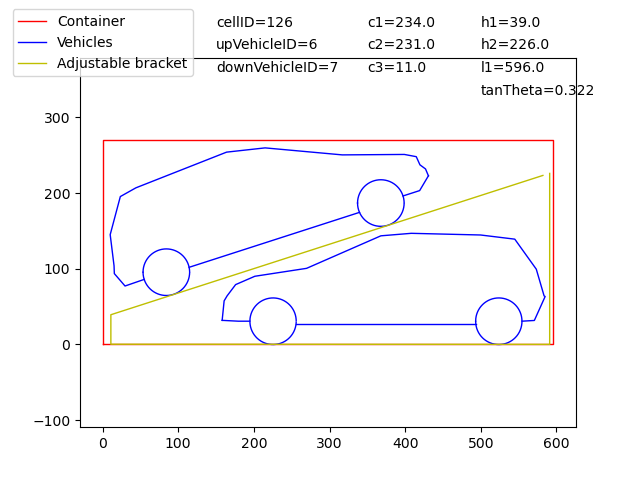 Container
Vehicles
Adjustable bracket
cellID=126 c1=234.0 h1=39.0
upVehicleID=6 c2=231.0 h2=226.0
downVehicleID=7 c3=11.0 l1=596.0
tanTheta=0.322
300
200
100
0
−100
0 100 200 300 400 500 600